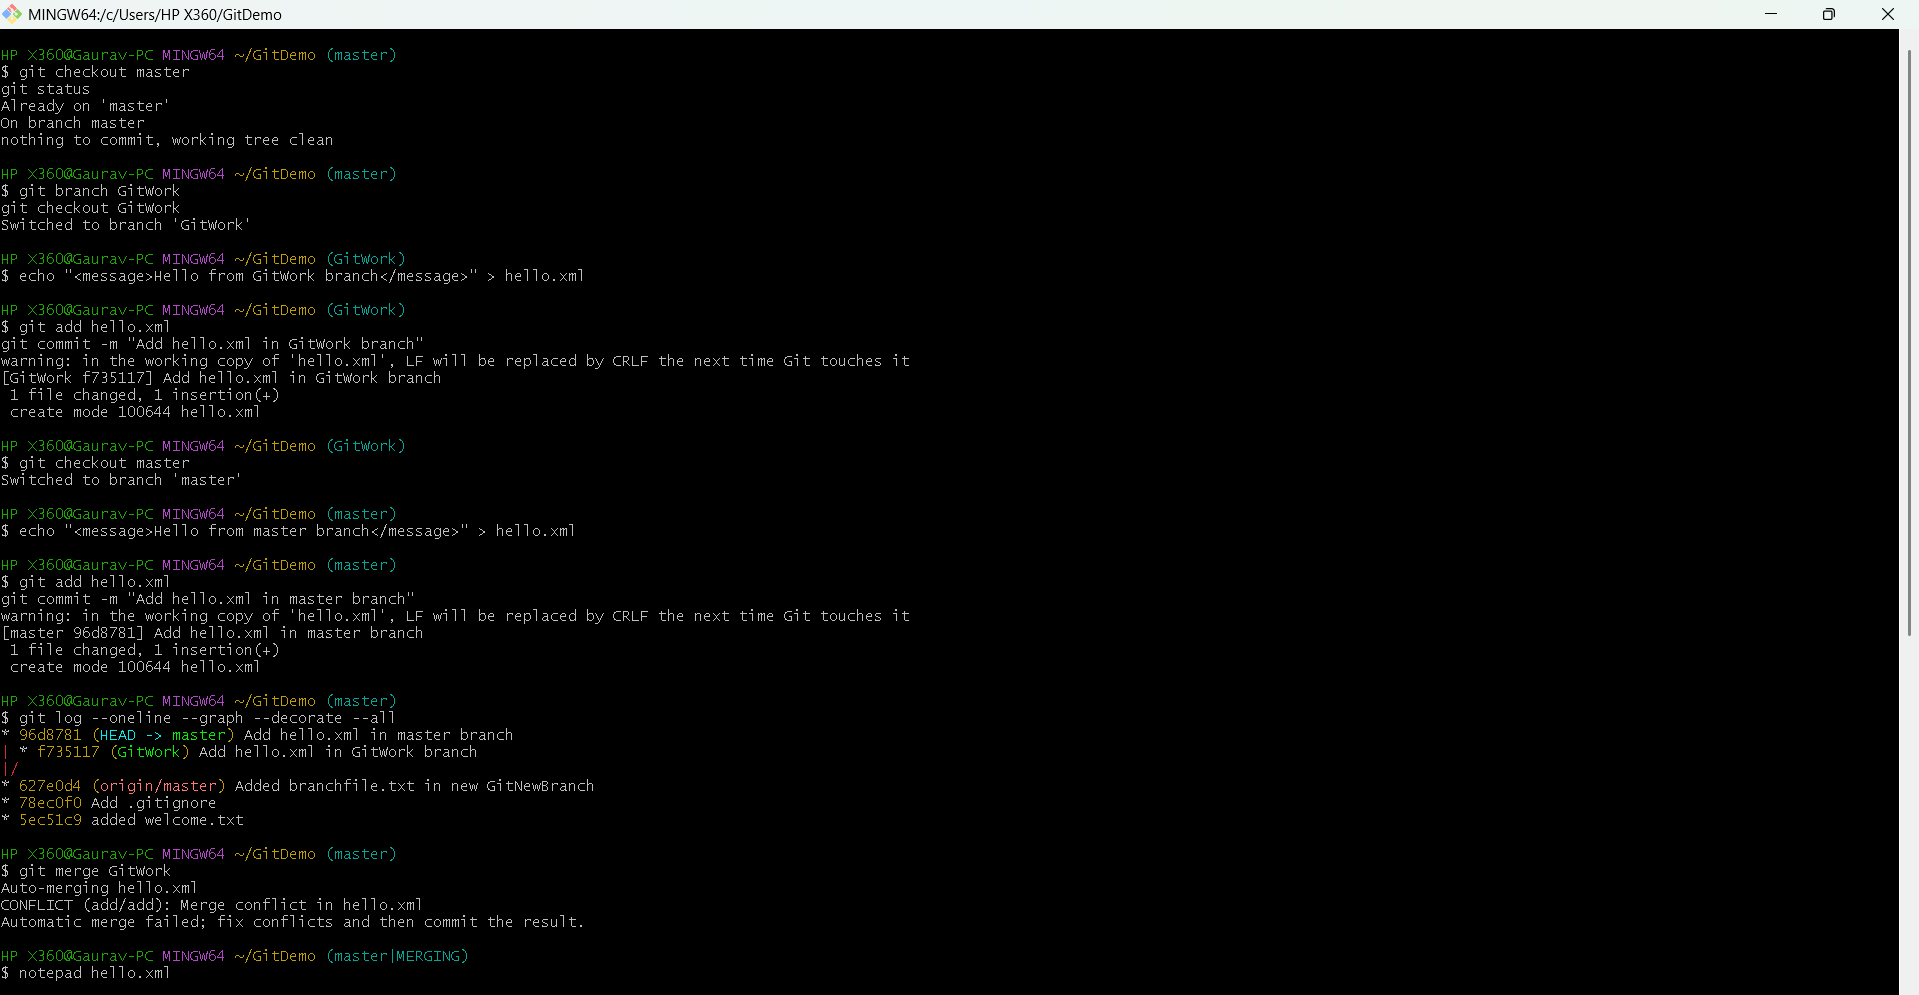 MINGW64:/c/Users/HP X360/GitDemo
HP X360@Gaurav-PC MINGW64 ~/GitDemo (master)
$ git checkout master
git status
Already on 'master'
On branch master
nothing to commit, working tree clean
HP X360@Gaurav-PC MINGW64 ~/GitDemo (master)
$ git branch GitWork
git checkout GitWork
Switched to branch 'GitWork'
HP X360@Gaurav-PC MINGW64 ~/GitDemo (GitWork)
$ echo "<message>Hello from GitWork branch</message>" > hello.xml
HP X360@Gaurav-PC MINGW64 ~/GitDemo (GitWork)
$ git add hello.xml
git commit -m "Add hello.xml in GitWork branch"
warning: in the working copy of 'hello.xml', LF will be replaced by CRLF the next time Git touches it
[GitWork f735117] Add hello.xml in GitWork branch
 1 file changed, 1 insertion(+)
 create mode 100644 hello.xml
HP X360@Gaurav-PC MINGW64 ~/GitDemo (GitWork)
$ git checkout master
Switched to branch 'master'
HP X360@Gaurav-PC MINGW64 ~/GitDemo (master)
$ echo "<message>Hello from master branch</message>" > hello.xml
HP X360@Gaurav-PC MINGW64 ~/GitDemo (master)
$ git add hello.xml
git commit -m "Add hello.xml in master branch"
warning: in the working copy of 'hello.xml', LF will be replaced by CRLF the next time Git touches it
[master 96d8781] Add hello.xml in master branch
 1 file changed, 1 insertion(+)
 create mode 100644 hello.xml
HP X360@Gaurav-PC MINGW64 ~/GitDemo (master)
$ git log --oneline --graph --decorate --all
* 96d8781 (HEAD -> master) Add hello.xml in master branch
| * f735117 (GitWork) Add hello.xml in GitWork branch
|/
* 627e0d4 (origin/master) Added branchfile.txt in new GitNewBranch
* 78ec0f0 Add .gitignore
* 5ec51c9 added welcome.txt
HP X360@Gaurav-PC MINGW64 ~/GitDemo (master)
$ git merge GitWork
Auto-merging hello.xml
CONFLICT (add/add): Merge conflict in hello.xml
Automatic merge failed; fix conflicts and then commit the result.
HP X360@Gaurav-PC MINGW64 ~/GitDemo (master|MERGING)
$ notepad hello.xml